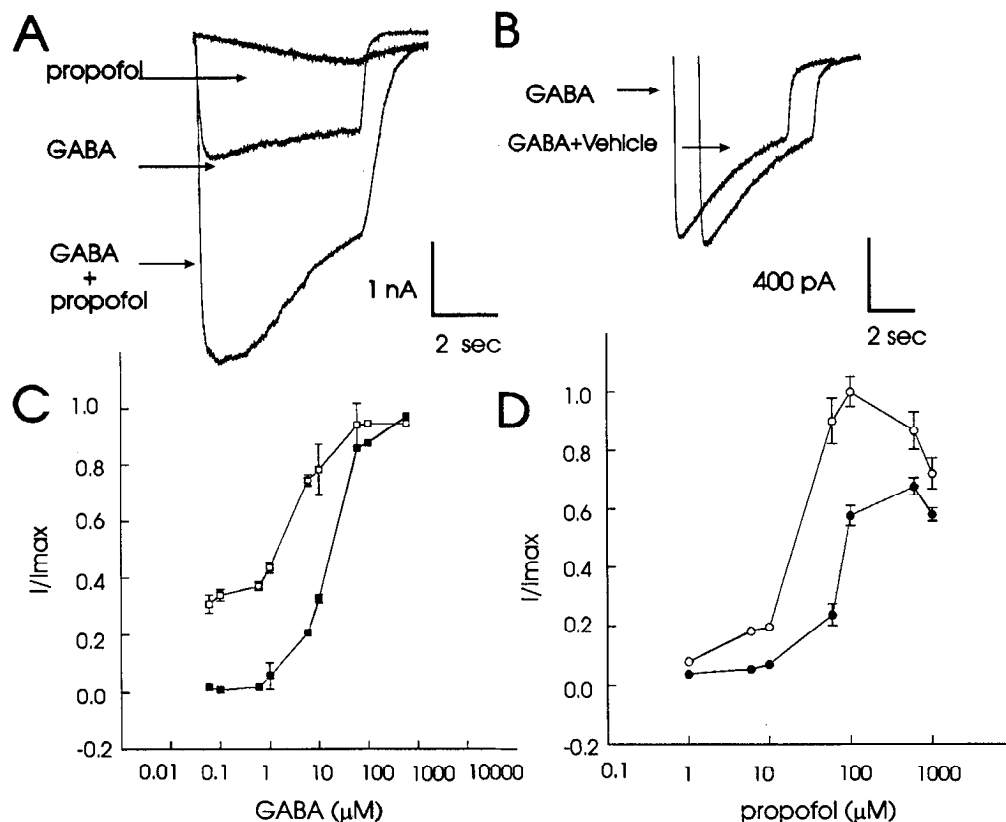 A
propofol
GABA
GABA
+
propofol
1 nA
2 sec
B
GABA
GABA+Vehicle
400 pA
2 sec
C
1.0
0.8
0.6
0.4
0.2
0.0
-0.2
I/Imax
0.01 0.1 1 10 100 1000 10000
GABA (μM)
D
1.0
0.8
0.6
0.4
0.2
0.0
-0.2
I/Imax
0.1 1 10 100 1000
propofol (μM)